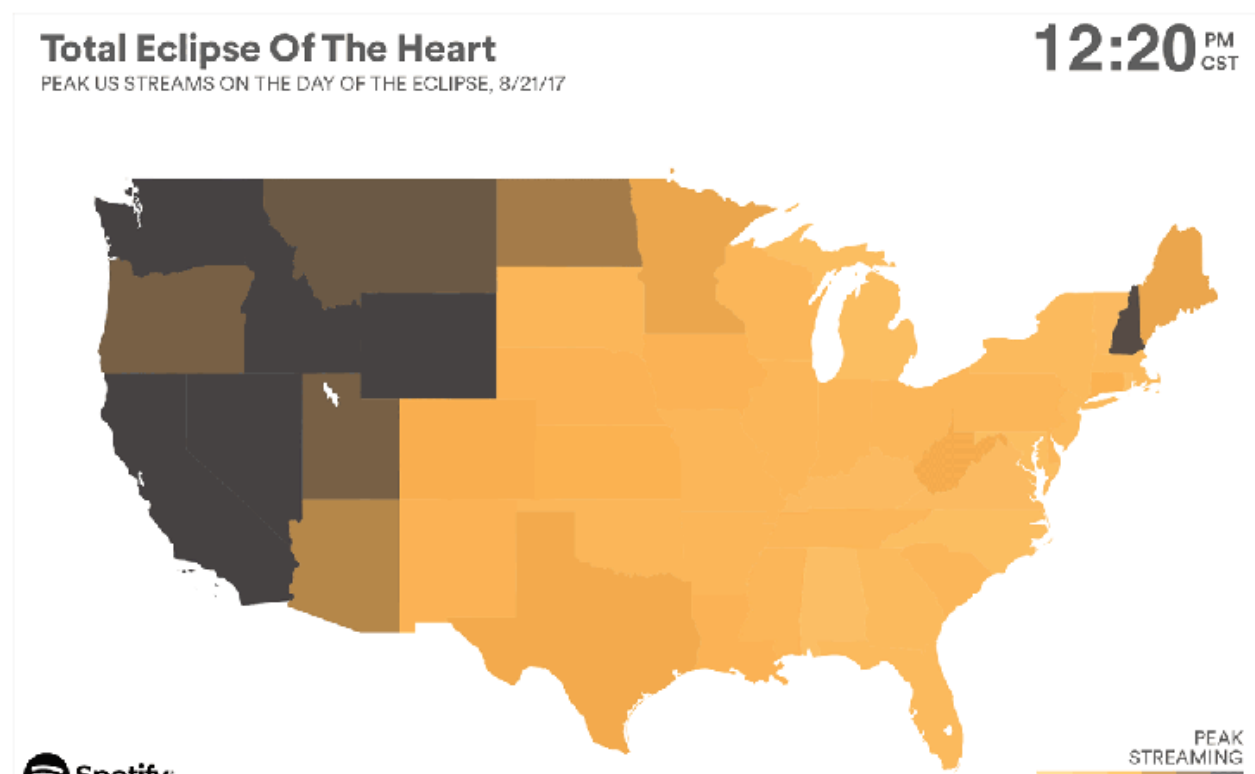 Total Eclipse Of The Heart
PEAK US STREAMS ON THE DAY OF THE ECLIPSE, 8/21/17
12:20 PM CST
PEAK
STREAMING
Spotify